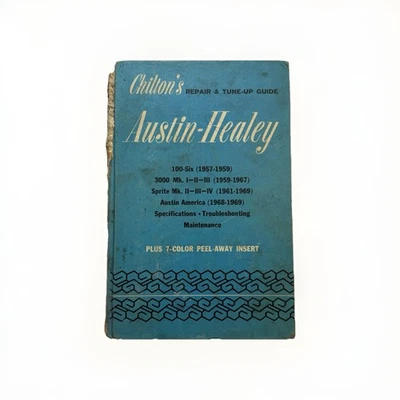 Chilton's REPAIR & TUNE-UP GUIDE
Austin-Healey
100-Six (1957-1959)
3000 Mk. I-II-III (1959-1967)
Sprite Mk. II-III-IV (1961-1969)
Austin America (1968-1969)
Specifications • Troubleshooting
Maintenance
PLUS 7-COLOR PEEL-AWAY INSERT